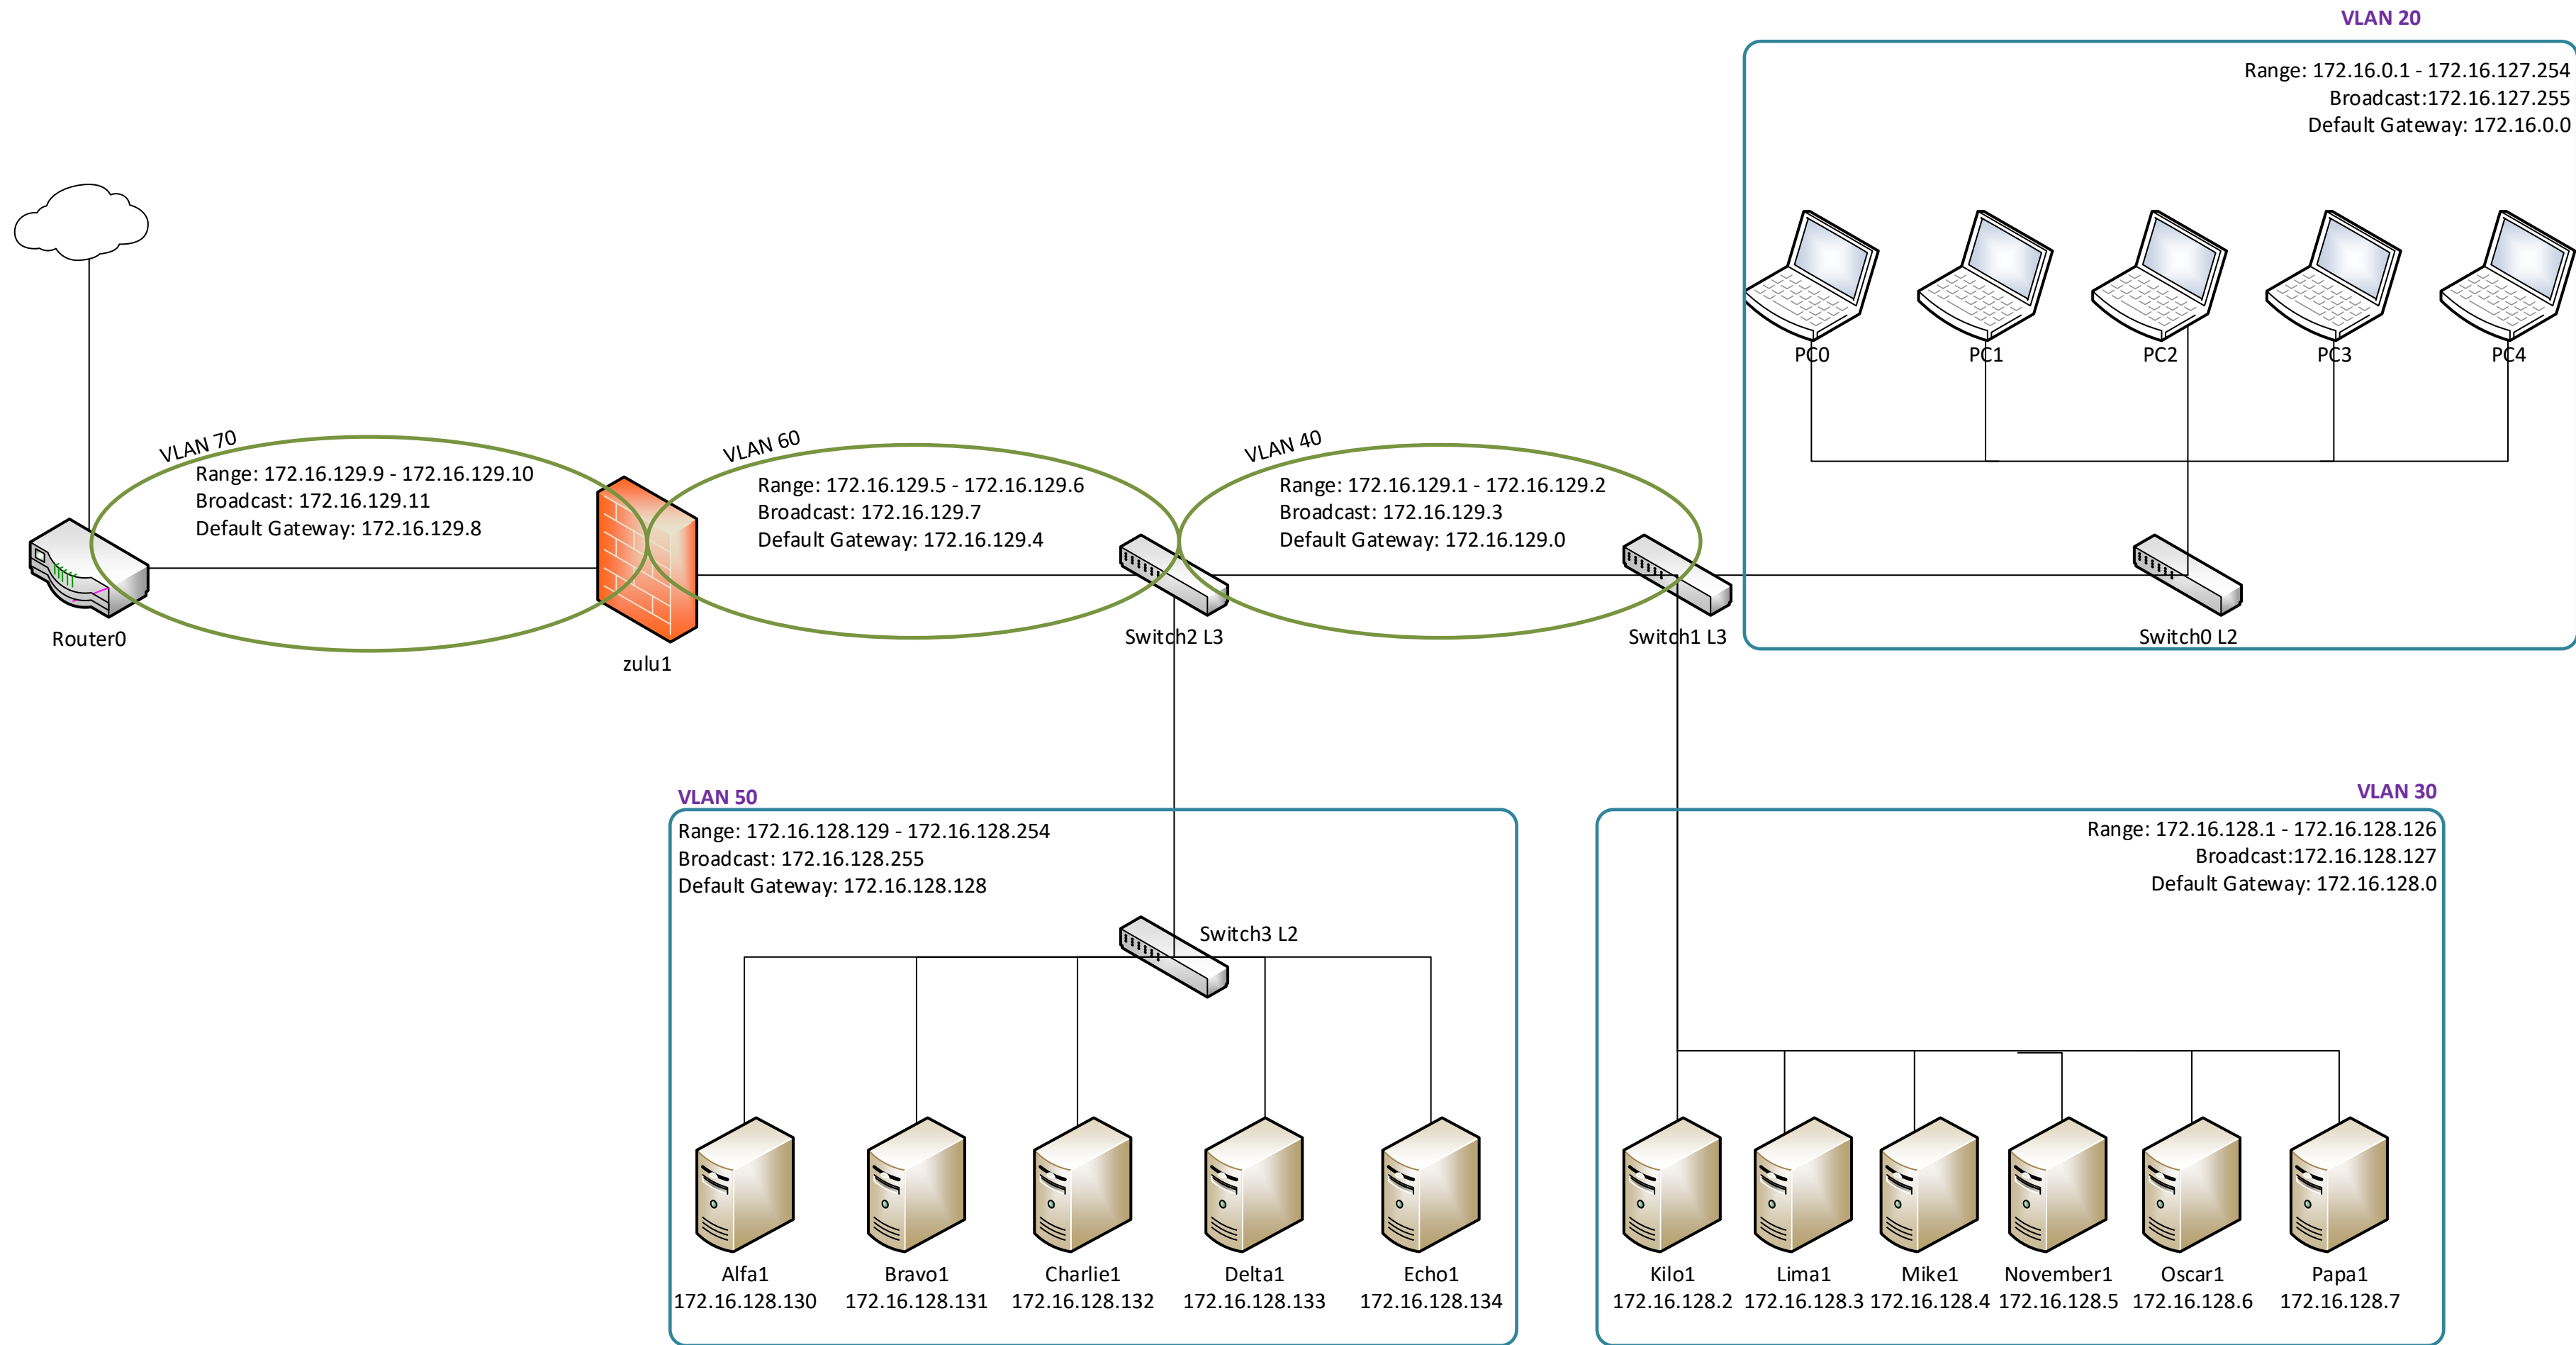 VLAN 20
Range: 172.16.0.1 - 172.16.127.254
Broadcast:172.16.127.255
Default Gateway: 172.16.0.0
PC0
PC1
PC2
PC3
PC4
VLAN 70
Range: 172.16.129.9 - 172.16.129.10
Broadcast: 172.16.129.11
Default Gateway: 172.16.129.8
VLAN 60
Range: 172.16.129.5 - 172.16.129.6
Broadcast: 172.16.129.7
Default Gateway: 172.16.129.4
VLAN 40
Range: 172.16.129.1 - 172.16.129.2
Broadcast: 172.16.129.3
Default Gateway: 172.16.129.0
Router0
zulu1
Switch2 L3
Switch1 L3
Switch0 L2
VLAN 50
Range: 172.16.128.129 - 172.16.128.254
Broadcast: 172.16.128.255
Default Gateway: 172.16.128.128
Switch3 L2
Alfa1
172.16.128.130
Bravo1
172.16.128.131
Charlie1
172.16.128.132
Delta1
172.16.128.133
Echo1
172.16.128.134
VLAN 30
Range: 172.16.128.1 - 172.16.128.126
Broadcast:172.16.128.127
Default Gateway: 172.16.128.0
Kilo1
172.16.128.2
Lima1
172.16.128.3
Mike1
172.16.128.4
November1
172.16.128.5
Oscar1
172.16.128.6
Papa1
172.16.128.7